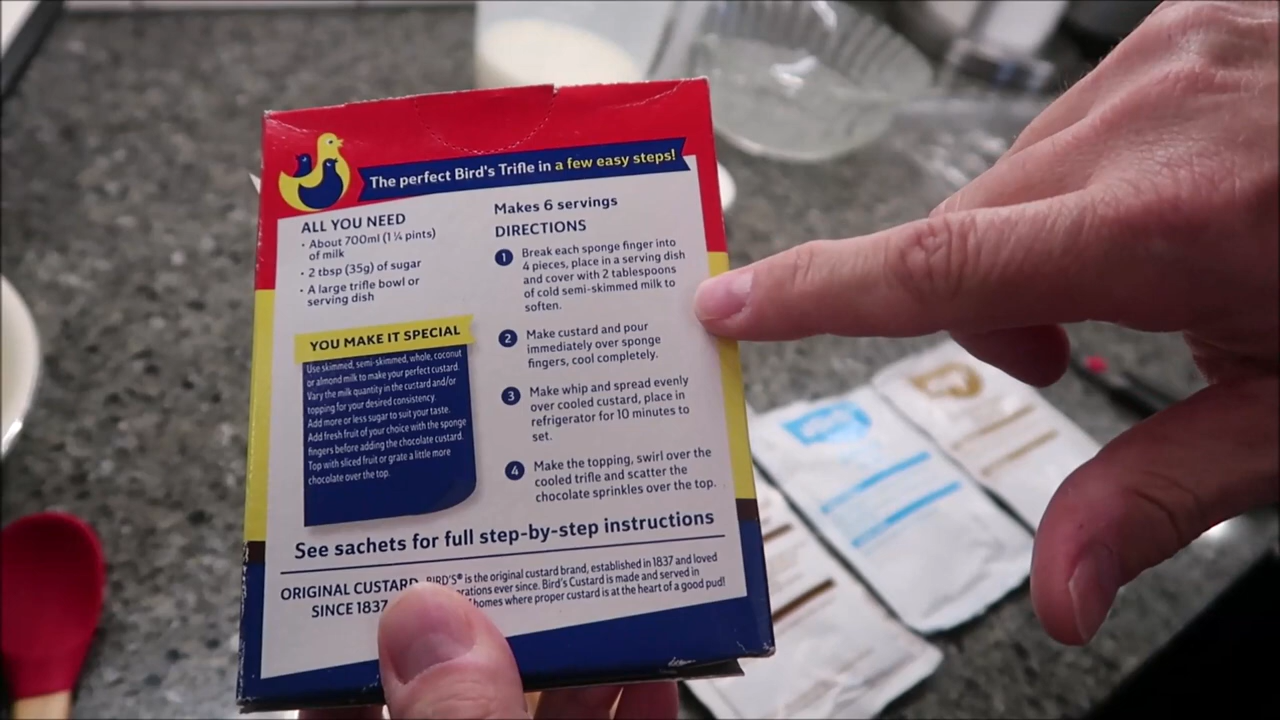 The perfect Bird's Trifle in a few easy steps!
ALL YOU NEED
• About 700ml (1 ¼ pints)
of milk
• 2 tbsp (35g) of sugar
• A large trifle bowl or
serving dish
YOU MAKE IT SPECIAL
Use skimmed, semi-skimmed, whole, coconut
or almond milk to make your perfect custard.
Vary the milk quantity in the custard and/or
topping for your desired consistency.
Add more or less sugar to suit your taste.
Add fresh fruit of your choice with the sponge
fingers before adding the chocolate custard.
Top with sliced fruit or grate a little more
chocolate over the top.
Makes 6 servings
DIRECTIONS
1 Break each sponge finger into
4 pieces, place in a serving dish
and cover with 2 tablespoons
of cold semi-skimmed milk to
soften.
2 Make custard and pour
immediately over sponge
fingers, cool completely.
3 Make whip and spread evenly
over cooled custard, place in
refrigerator for 10 minutes to
set.
4 Make the topping, swirl over the
cooled trifle and scatter the
chocolate sprinkles over the top.
See sachets for full step-by-step instructions
ORIGINAL CUSTARD
SINCE 1837
BIRD'S® is the original custard brand, established in 1837 and loved
ever since. Bird's Custard is made and served in
homes where proper custard is at the heart of a good pud!